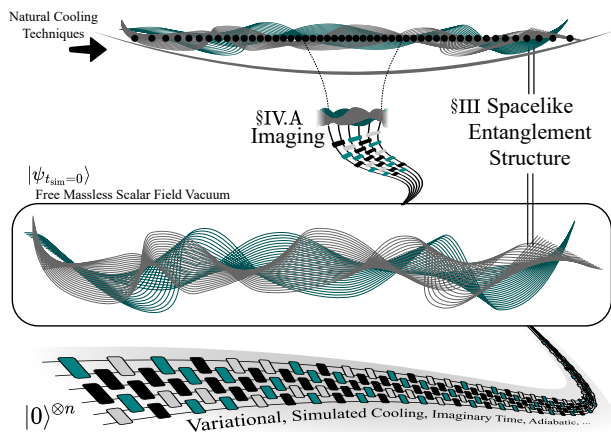 Natural Cooling
Techniques
§IV.A
Imaging
§III Spacelike
Entanglement
Structure
|ψ_{t_sim=0}⟩
Free Massless Scalar Field Vacuum
|0⟩^{⊗n}
Variational, Simulated Cooling, Imaginary Time, Adiabatic, ...